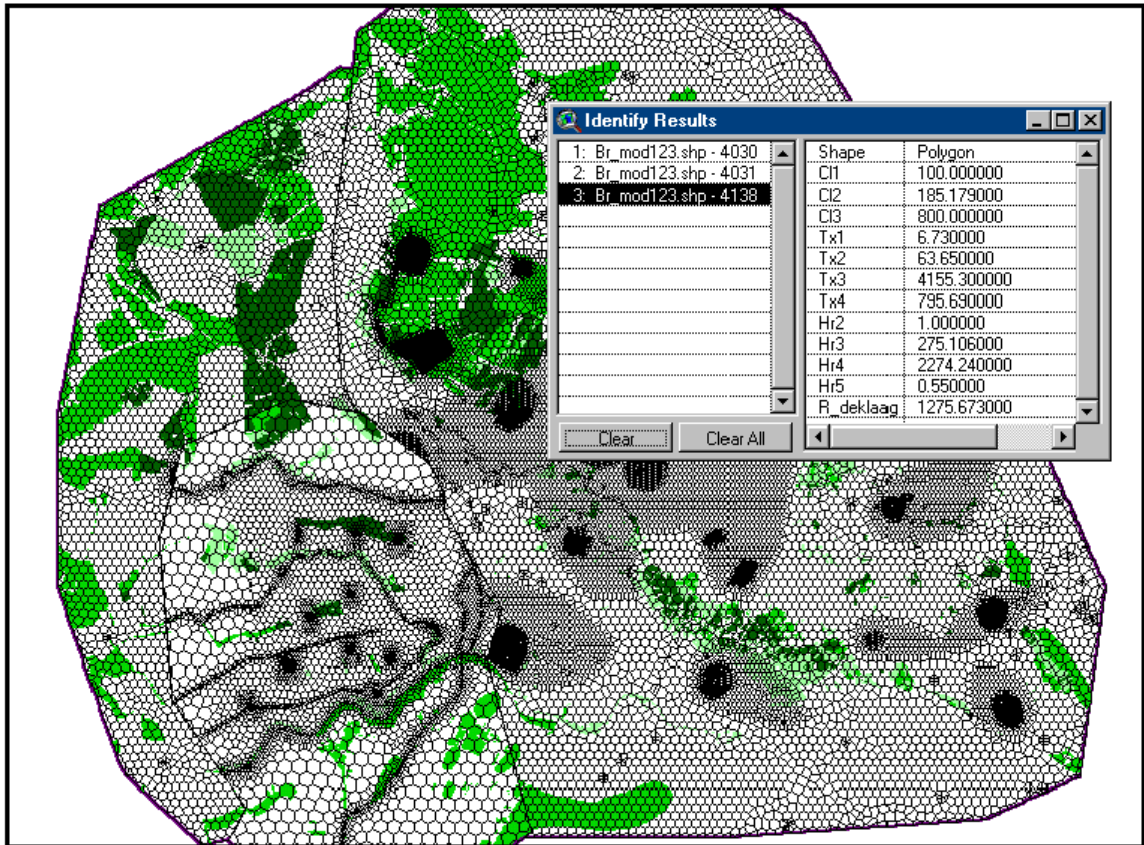 Identify Results
1: Br_mod123.shp - 4030
2: Br_mod123.shp - 4031
3: Br_mod123.shp - 4138
Clear
Clear All
Shape Polygon
Cl1 100.000000
Cl2 185.179000
Cl3 800.000000
Tx1 6.730000
Tx2 63.650000
Tx3 4155.300000
Tx4 795.690000
Hr2 1.000000
Hr3 275.106000
Hr4 2274.240000
Hr5 0.550000
R_deklaag 1275.673000